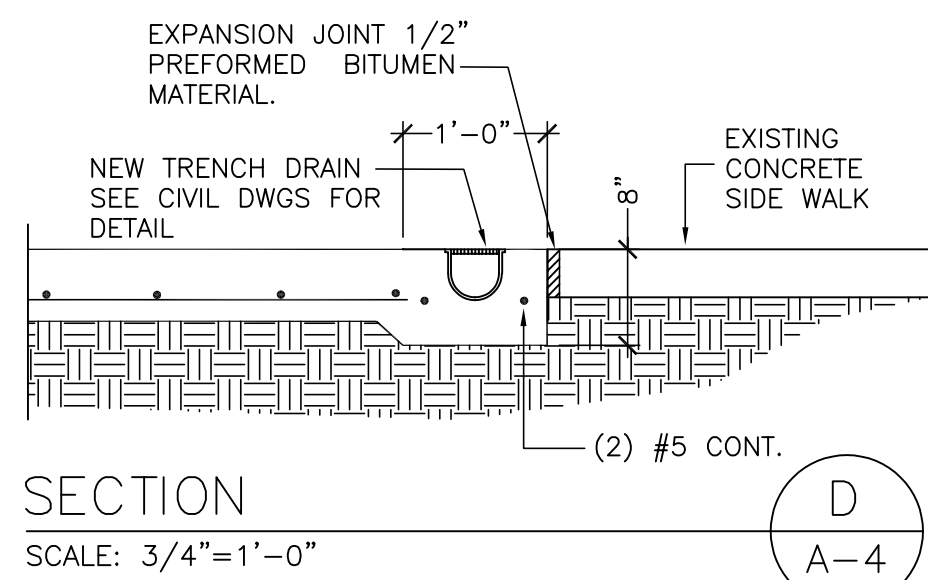 EXPANSION JOINT 1/2"
PREFORMED BITUMEN
MATERIAL.
1'-0"
NEW TRENCH DRAIN
SEE CIVIL DWGS FOR
DETAIL
8"
EXISTING
CONCRETE
SIDE WALK
(2) #5 CONT.
SECTION
SCALE: 3/4"=1'-0"
D
A-4